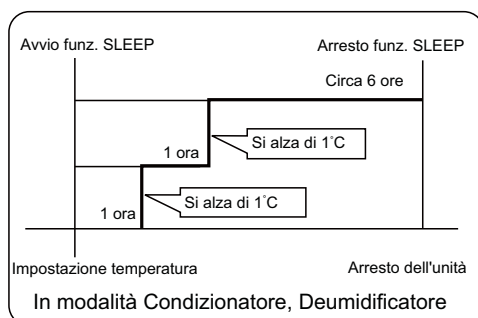 Avvio funz. SLEEP
Arresto funz. SLEEP
Circa 6 ore
Si alza di 1°C
1 ora
Si alza di 1°C
1 ora
Impostazione temperatura
Arresto dell'unità
In modalità Condizionatore, Deumidificatore